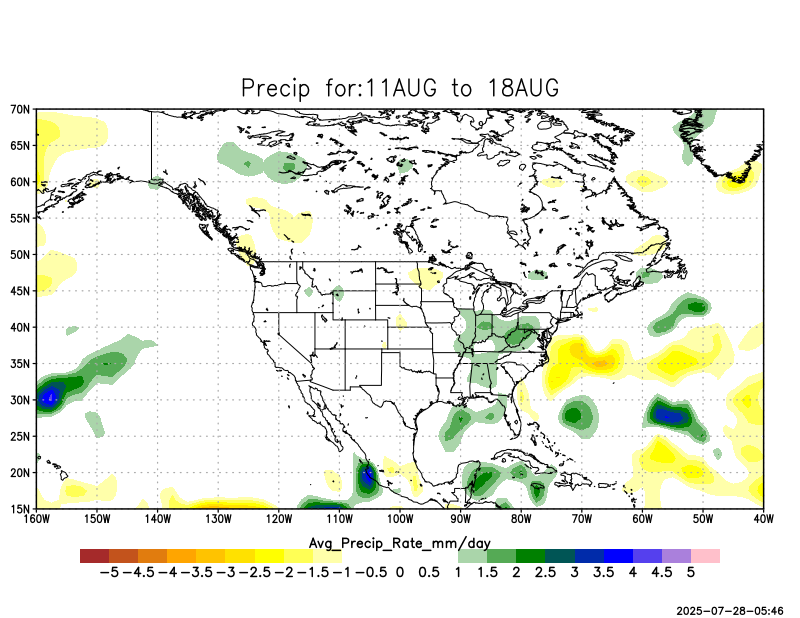 Precip for:11AUG to 18AUG
70N
65N
60N
55N
50N
45N
40N
35N
30N
25N
20N
15N
160W 150W 140W 130W 120W 110W 100W 90W 80W 70W 60W 50W 40W
Avg_Precip_Rate_mm/day
-5 -4.5 -4 -3.5 -3 -2.5 -2 -1.5 -1 -0.5 0 0.5 1 1.5 2 2.5 3 3.5 4 4.5 5
2025-07-28-05:46